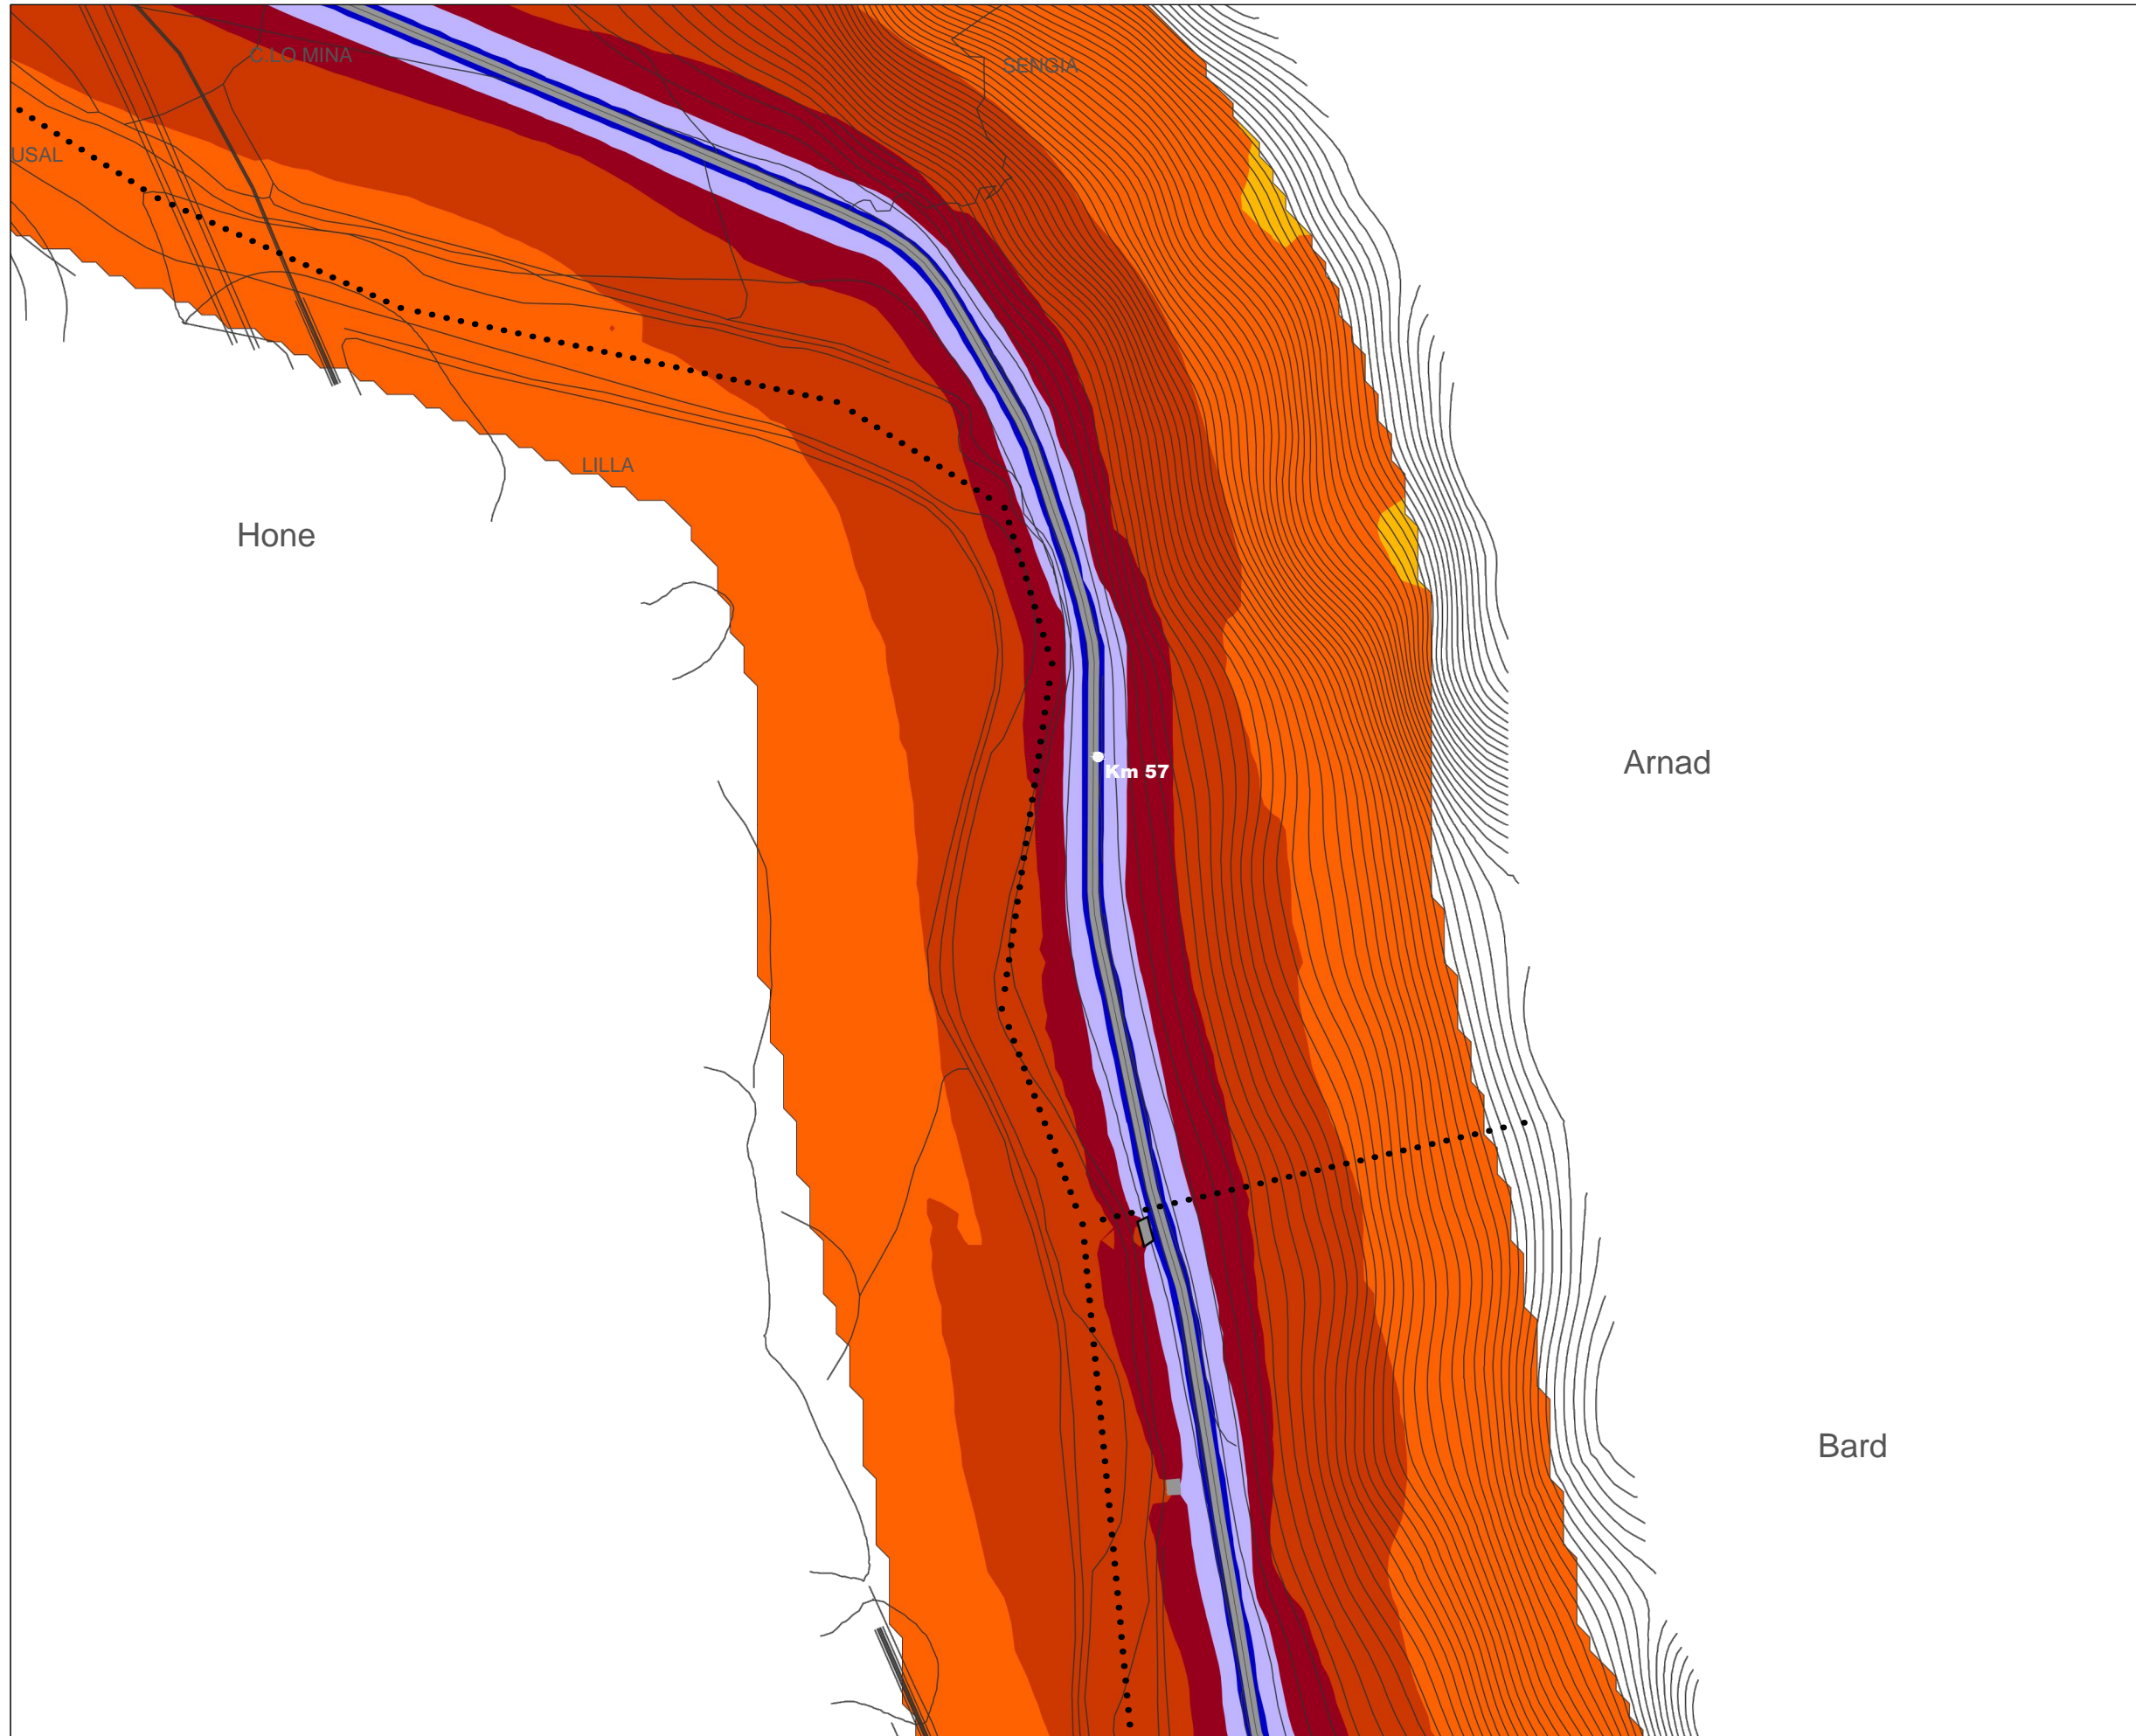 C.LO MINA
SENGIA
USAL
LILLA
Hone
Arnad
Km 57
Bard